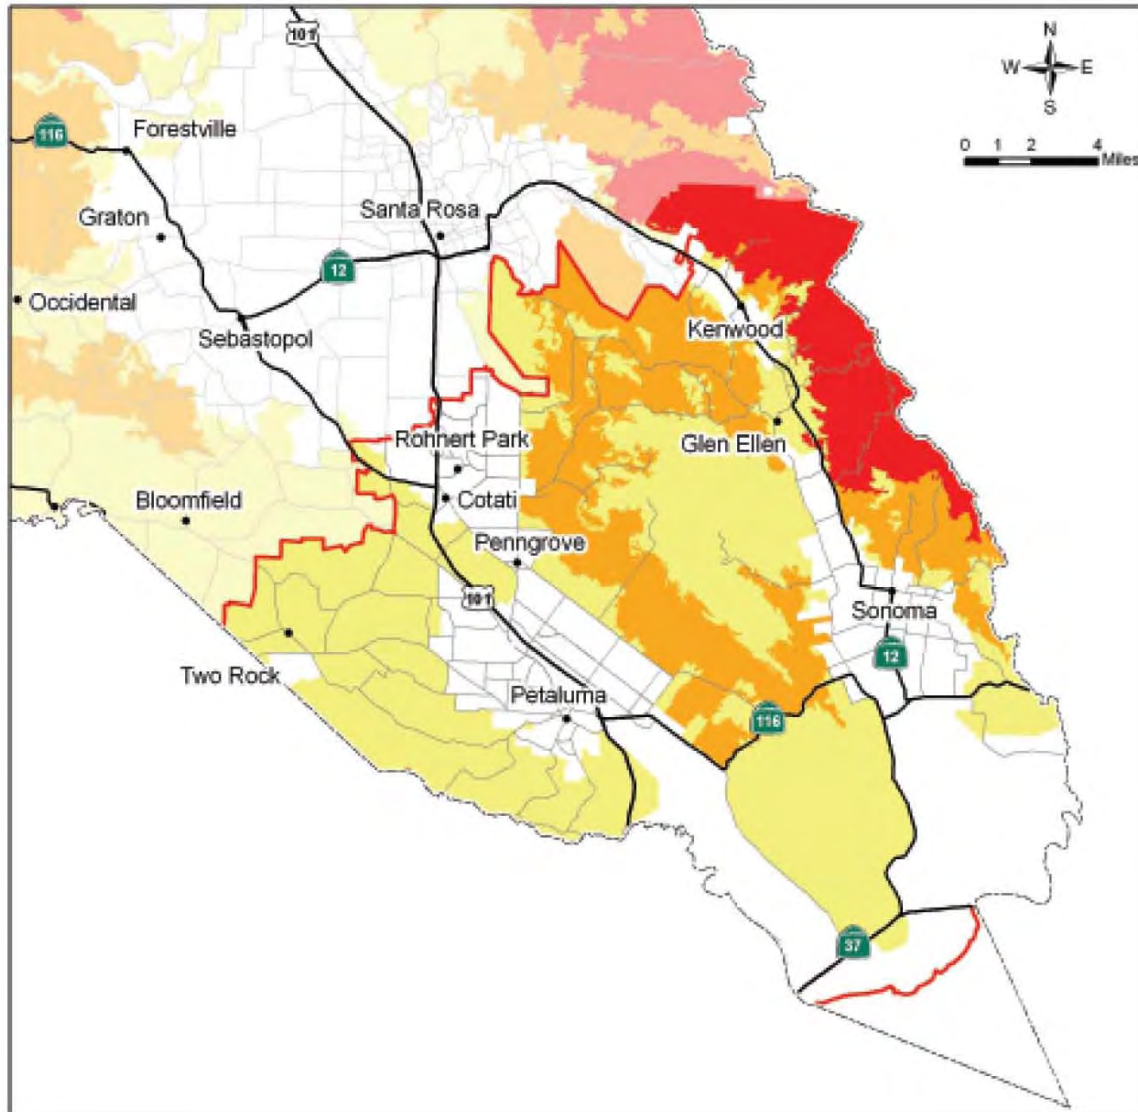 101
N
W E
S
0 1 2 4
Miles
116
Forestville
Graton
Santa Rosa
12
Occidental
Sebastopol
Kenwood
Rohnert Park
Glen Ellen
Bloomfield
Cotati
Penngrove
101
Sonoma
12
Two Rock
Petaluma
116
37